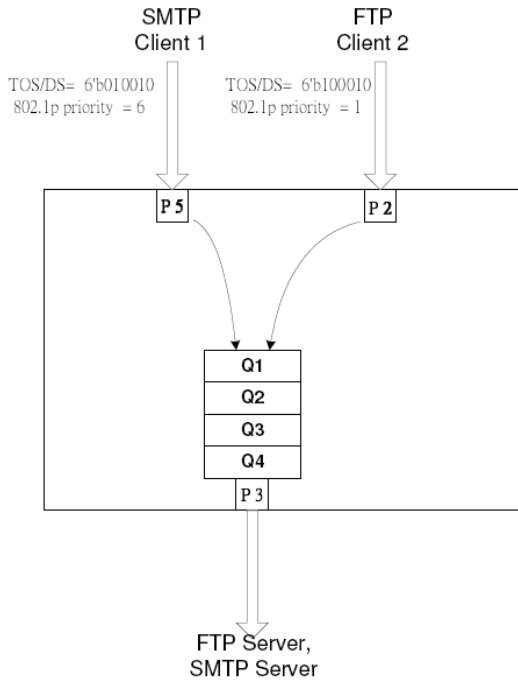 SMTP
Client 1
FTP
Client 2
TOS/DS= 6'b010010
802.1p priority = 6
TOS/DS= 6'b100010
802.1p priority = 1
P 5
P 2
Q1
Q2
Q3
Q4
P 3
FTP Server,
SMTP Server